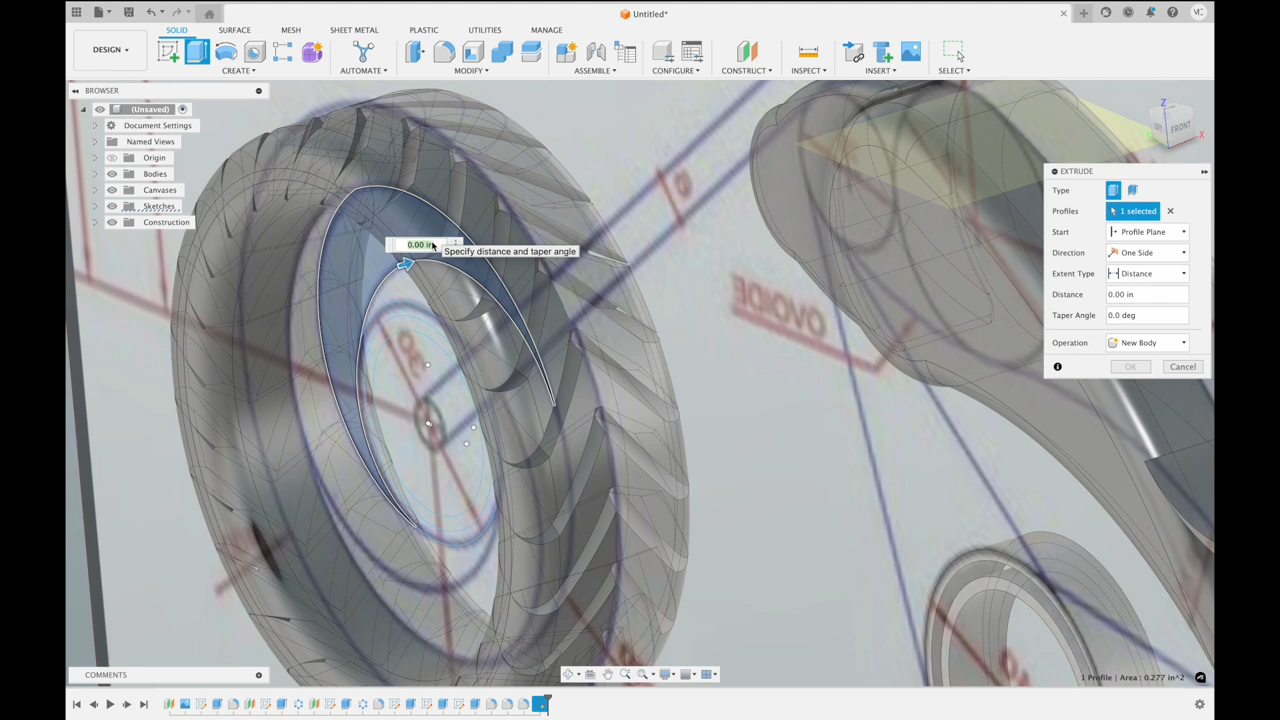 Untitled*
MC
DESIGN
SOLID SURFACE MESH SHEET METAL PLASTIC UTILITIES MANAGE
CREATE AUTOMATE MODIFY ASSEMBLE CONFIGURE CONSTRUCT INSPECT INSERT SELECT
BROWSER
(Unsaved)
Document Settings
Named Views
Origin
Bodies
Canvases
Sketches
Construction
Z
LEFT FRONT
X
EXTRUDE
Type
Profiles 1 selected
Start Profile Plane
Direction One Side
Extent Type Distance
Distance 0.00 in
Taper Angle 0.0 deg
Operation New Body
OK Cancel
0.00 in
Specify distance and taper angle
OVOIDE
COMMENTS
1 Profile | Area : 0.277 in^2